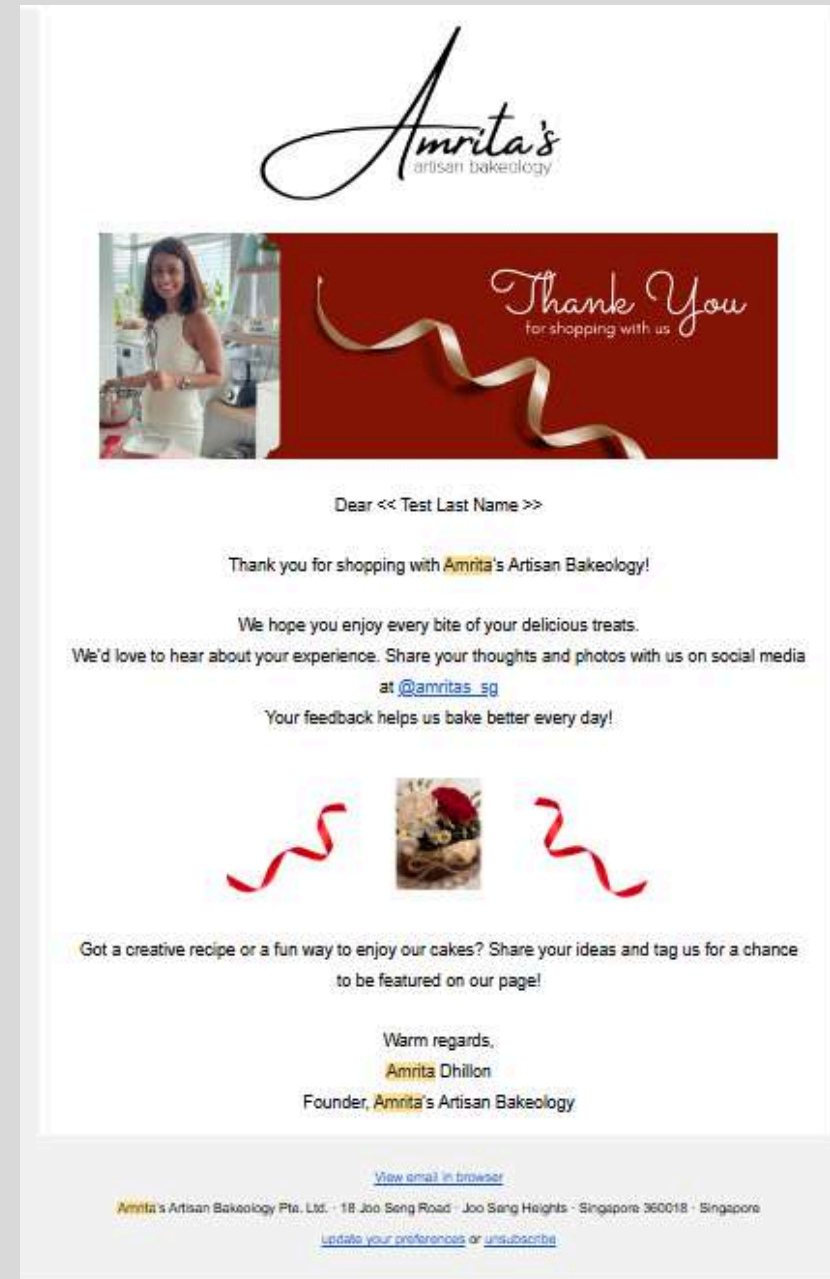 Amrita's
artisan bakeology
Thank You
for shopping with us
Dear << Test Last Name >>
Thank you for shopping with Amrita's Artisan Bakeology!
We hope you enjoy every bite of your delicious treats.
We'd love to hear about your experience. Share your thoughts and photos with us on social media
at @amritas_sg
Your feedback helps us bake better every day!
Got a creative recipe or a fun way to enjoy our cakes? Share your ideas and tag us for a chance
to be featured on our page!
Warm regards,
Amrita Dhillon
Founder, Amrita's Artisan Bakeology
View email in browser
Amrita's Artisan Bakeology Pte. Ltd. · 18 Joo Seng Road · Joo Seng Heights · Singapore 360018 · Singapore
update your preferences or unsubscribe